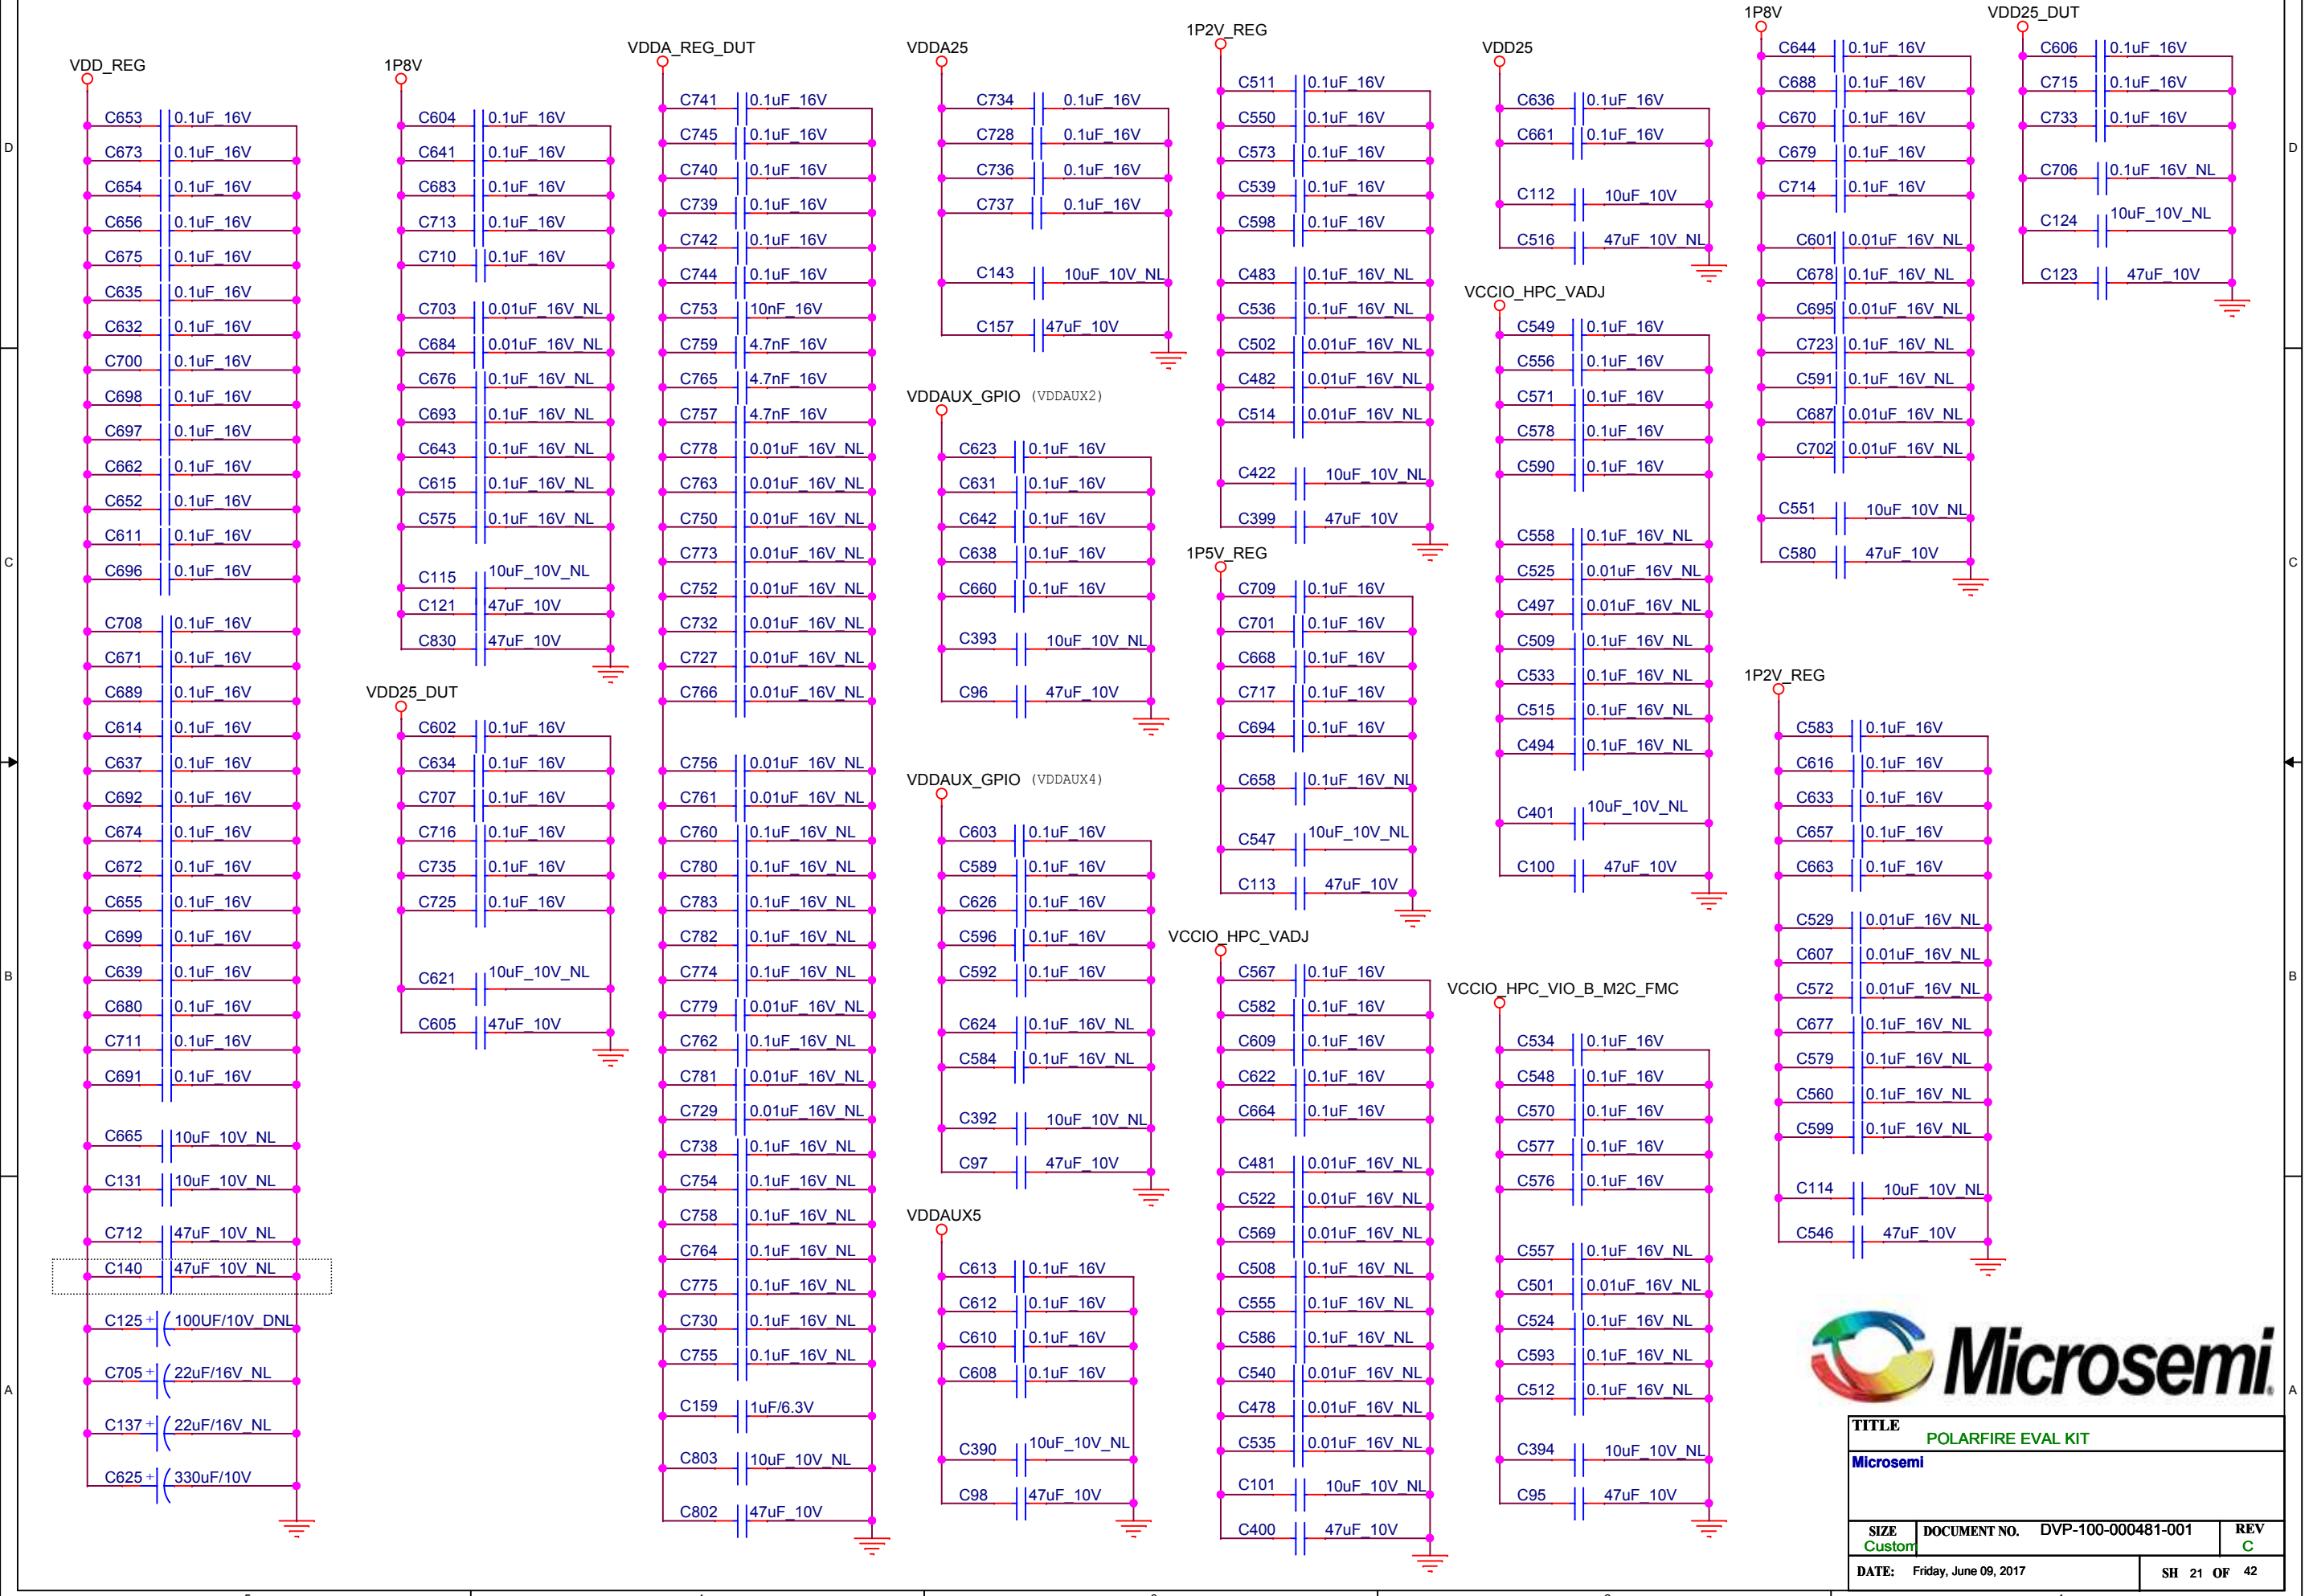 VDD_REG
C653 0.1uF_16V
C673 0.1uF_16V
C654 0.1uF_16V
C656 0.1uF_16V
C675 0.1uF_16V
C635 0.1uF_16V
C632 0.1uF_16V
C700 0.1uF_16V
C698 0.1uF_16V
C697 0.1uF_16V
C662 0.1uF_16V
C652 0.1uF_16V
C611 0.1uF_16V
C696 0.1uF_16V
C708 0.1uF_16V
C671 0.1uF_16V
C689 0.1uF_16V
C614 0.1uF_16V
C637 0.1uF_16V
C692 0.1uF_16V
C674 0.1uF_16V
C672 0.1uF_16V
C655 0.1uF_16V
C699 0.1uF_16V
C639 0.1uF_16V
C680 0.1uF_16V
C711 0.1uF_16V
C691 0.1uF_16V
C665 10uF_10V_NL
C131 10uF_10V_NL
C712 47uF_10V_NL
C140 47uF_10V_NL
C125 + 100UF/10V_DNL
C705 + 22uF/16V_NL
C137 + 22uF/16V_NL
C625 + 330uF/10V
1P8V
C604 0.1uF_16V
C641 0.1uF_16V
C683 0.1uF_16V
C713 0.1uF_16V
C710 0.1uF_16V
C703 0.01uF_16V_NL
C684 0.01uF_16V_NL
C676 0.1uF_16V_NL
C693 0.1uF_16V_NL
C643 0.1uF_16V_NL
C615 0.1uF_16V_NL
C575 0.1uF_16V_NL
C115 10uF_10V_NL
C121 47uF_10V
C830 47uF_10V
VDD25_DUT
C602 0.1uF_16V
C634 0.1uF_16V
C707 0.1uF_16V
C716 0.1uF_16V
C735 0.1uF_16V
C725 0.1uF_16V
C621 10uF_10V_NL
C605 47uF_10V
VDDA_REG_DUT
C741 0.1uF_16V
C745 0.1uF_16V
C740 0.1uF_16V
C739 0.1uF_16V
C742 0.1uF_16V
C744 0.1uF_16V
C753 10nF_16V
C759 4.7nF_16V
C765 4.7nF_16V
C757 4.7nF_16V
C778 0.01uF_16V_NL
C763 0.01uF_16V_NL
C750 0.01uF_16V_NL
C773 0.01uF_16V_NL
C752 0.01uF_16V_NL
C732 0.01uF_16V_NL
C727 0.01uF_16V_NL
C766 0.01uF_16V_NL
C756 0.01uF_16V_NL
C761 0.01uF_16V_NL
C760 0.1uF_16V_NL
C780 0.1uF_16V_NL
C783 0.1uF_16V_NL
C782 0.1uF_16V_NL
C774 0.1uF_16V_NL
C779 0.01uF_16V_NL
C762 0.1uF_16V_NL
C781 0.01uF_16V_NL
C729 0.01uF_16V_NL
C738 0.1uF_16V_NL
C754 0.1uF_16V_NL
C758 0.1uF_16V_NL
C764 0.1uF_16V_NL
C775 0.1uF_16V_NL
C730 0.1uF_16V_NL
C755 0.1uF_16V_NL
C159 1uF/6.3V
C803 10uF_10V_NL
C802 47uF_10V
VDDA25
C734 0.1uF_16V
C728 0.1uF_16V
C736 0.1uF_16V
C737 0.1uF_16V
C143 10uF_10V_NL
C157 47uF_10V
VDDAUX_GPIO (VDDAUX2)
C623 0.1uF_16V
C631 0.1uF_16V
C642 0.1uF_16V
C638 0.1uF_16V
C660 0.1uF_16V
C393 10uF_10V_NL
C96 47uF_10V
VDDAUX_GPIO (VDDAUX4)
C603 0.1uF_16V
C589 0.1uF_16V
C626 0.1uF_16V
C596 0.1uF_16V
C592 0.1uF_16V
C624 0.1uF_16V_NL
C584 0.1uF_16V_NL
C392 10uF_10V_NL
C97 47uF_10V
VDDAUX5
C613 0.1uF_16V
C612 0.1uF_16V
C610 0.1uF_16V
C608 0.1uF_16V
C390 10uF_10V_NL
C98 47uF_10V
1P2V_REG
C511 0.1uF_16V
C550 0.1uF_16V
C573 0.1uF_16V
C539 0.1uF_16V
C598 0.1uF_16V
C483 0.1uF_16V_NL
C536 0.1uF_16V_NL
C502 0.01uF_16V_NL
C482 0.01uF_16V_NL
C514 0.01uF_16V_NL
C422 10uF_10V_NL
C399 47uF_10V
1P5V_REG
C709 0.1uF_16V
C701 0.1uF_16V
C668 0.1uF_16V
C717 0.1uF_16V
C694 0.1uF_16V
C658 0.1uF_16V_NL
C547 10uF_10V_NL
C113 47uF_10V
VCCIO_HPC_VADJ
C567 0.1uF_16V
C582 0.1uF_16V
C609 0.1uF_16V
C622 0.1uF_16V
C664 0.1uF_16V
C481 0.01uF_16V_NL
C522 0.01uF_16V_NL
C569 0.01uF_16V_NL
C508 0.1uF_16V_NL
C555 0.1uF_16V_NL
C586 0.1uF_16V_NL
C540 0.01uF_16V_NL
C478 0.01uF_16V_NL
C535 0.01uF_16V_NL
C101 10uF_10V_NL
C400 47uF_10V
VDD25
C636 0.1uF_16V
C661 0.1uF_16V
C112 10uF_10V
C516 47uF_10V_NL
VCCIO_HPC_VADJ
C549 0.1uF_16V
C556 0.1uF_16V
C571 0.1uF_16V
C578 0.1uF_16V
C590 0.1uF_16V
C558 0.1uF_16V_NL
C525 0.01uF_16V_NL
C497 0.01uF_16V_NL
C509 0.1uF_16V_NL
C533 0.1uF_16V_NL
C515 0.1uF_16V_NL
C494 0.1uF_16V_NL
C401 10uF_10V_NL
C100 47uF_10V
VCCIO_HPC_VIO_B_M2C_FMC
C534 0.1uF_16V
C548 0.1uF_16V
C570 0.1uF_16V
C577 0.1uF_16V
C576 0.1uF_16V
C557 0.1uF_16V_NL
C501 0.01uF_16V_NL
C524 0.1uF_16V_NL
C593 0.1uF_16V_NL
C512 0.1uF_16V_NL
C394 10uF_10V_NL
C95 47uF_10V
1P8V
C644 0.1uF_16V
C688 0.1uF_16V
C670 0.1uF_16V
C679 0.1uF_16V
C714 0.1uF_16V
C601 0.01uF_16V_NL
C678 0.1uF_16V_NL
C695 0.01uF_16V_NL
C723 0.1uF_16V_NL
C591 0.1uF_16V_NL
C687 0.01uF_16V_NL
C702 0.01uF_16V_NL
C551 10uF_10V_NL
C580 47uF_10V
1P2V_REG
C583 0.1uF_16V
C616 0.1uF_16V
C633 0.1uF_16V
C657 0.1uF_16V
C663 0.1uF_16V
C529 0.01uF_16V_NL
C607 0.01uF_16V_NL
C572 0.01uF_16V_NL
C677 0.1uF_16V_NL
C579 0.1uF_16V_NL
C560 0.1uF_16V_NL
C599 0.1uF_16V_NL
C114 10uF_10V_NL
C546 47uF_10V
VDD25_DUT
C606 0.1uF_16V
C715 0.1uF_16V
C733 0.1uF_16V
C706 0.1uF_16V_NL
C124 10uF_10V_NL
C123 47uF_10V
D
C
B
A
D
C
B
A
Microsemi
TITLE
POLARFIRE EVAL KIT
Microsemi
SIZE
Custom
DOCUMENT NO. DVP-100-000481-001
REV
C
DATE: Friday, June 09, 2017
SH 21 OF 42